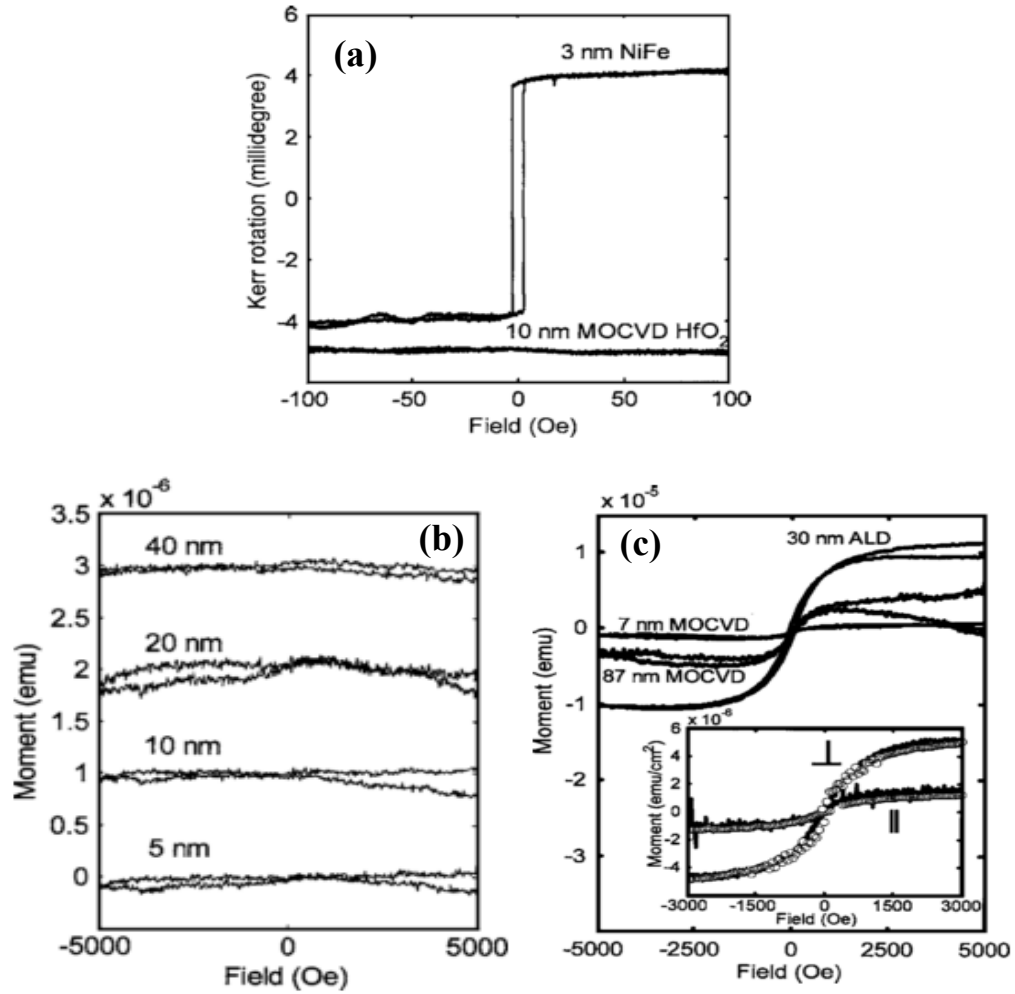 (a)
3 nm NiFe
10 nm MOCVD HfO₂
Kerr rotation (millidegree)
6
4
2
0
-2
-4
-100
-50
0
50
100
Field (Oe)
x 10⁻⁶
(b)
40 nm
20 nm
10 nm
5 nm
Moment (emu)
3.5
3
2.5
2
1.5
1
0.5
0
-5000
0
5000
Field (Oe)
x 10⁻⁵
(c)
30 nm ALD
7 nm MOCVD
87 nm MOCVD
Moment (emu)
1
0
-1
-2
-3
-5000
-2500
0
2500
5000
Field (Oe)
x 10⁻⁶
⊥
||
Moment (emu/cm²)
6
4
2
0
-2
-4
-3000
-1500
0
1500
3000
Field (Oe)